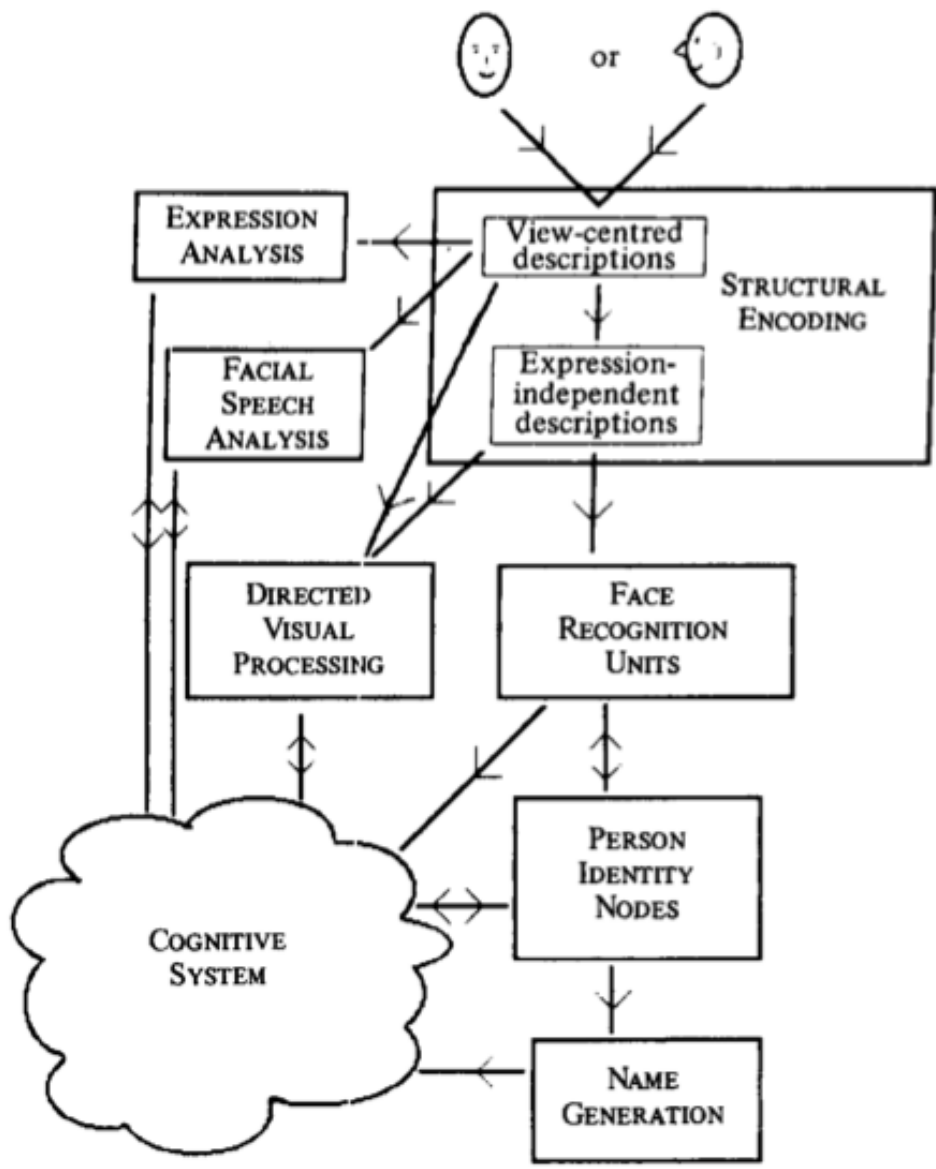 or
EXPRESSION
ANALYSIS
View-centred
descriptions
STRUCTURAL
ENCODING
FACIAL
SPEECH
ANALYSIS
Expression-
independent
descriptions
DIRECTED
VISUAL
PROCESSING
FACE
RECOGNITION
UNITS
PERSON
IDENTITY
NODES
COGNITIVE
SYSTEM
NAME
GENERATION